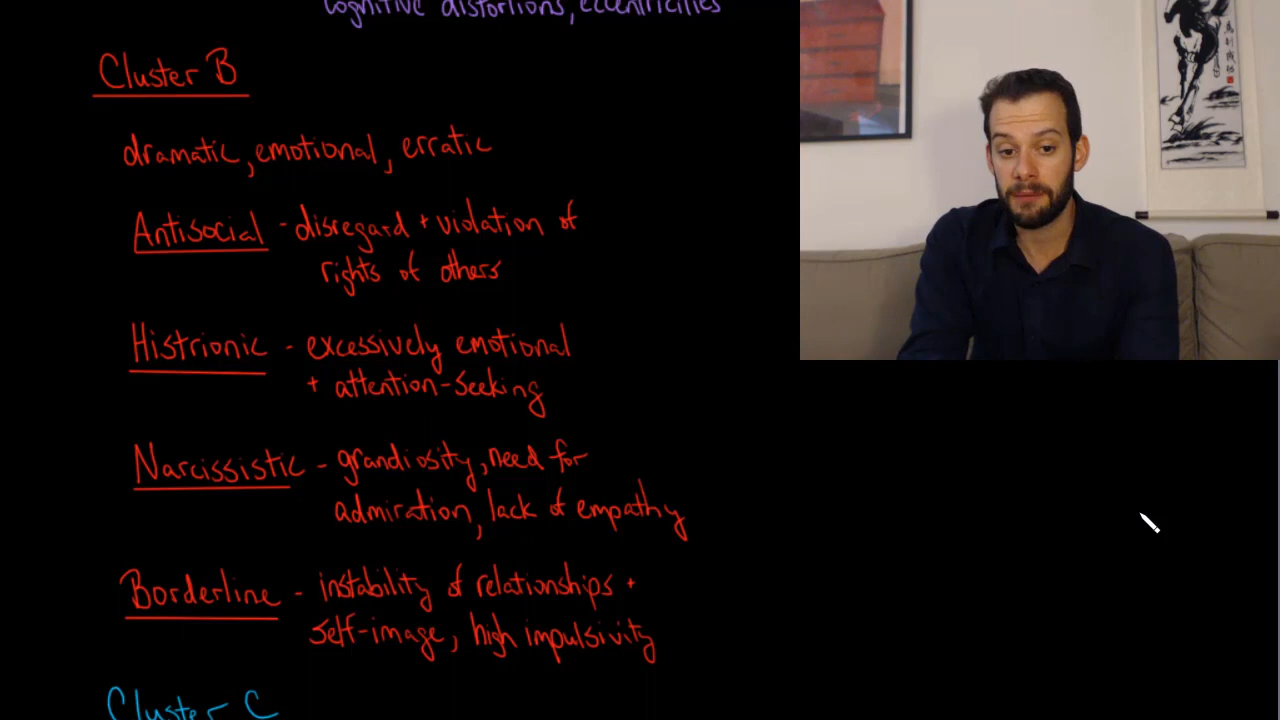 cognitive distortions, eccentricities
Cluster B
dramatic, emotional, erratic
Antisocial - disregard + violation of
rights of others
Histrionic - excessively emotional
+ attention-seeking
Narcissistic - grandiosity, need for
admiration, lack of empathy
Borderline - instability of relationships +
self-image, high impulsivity
Cluster C